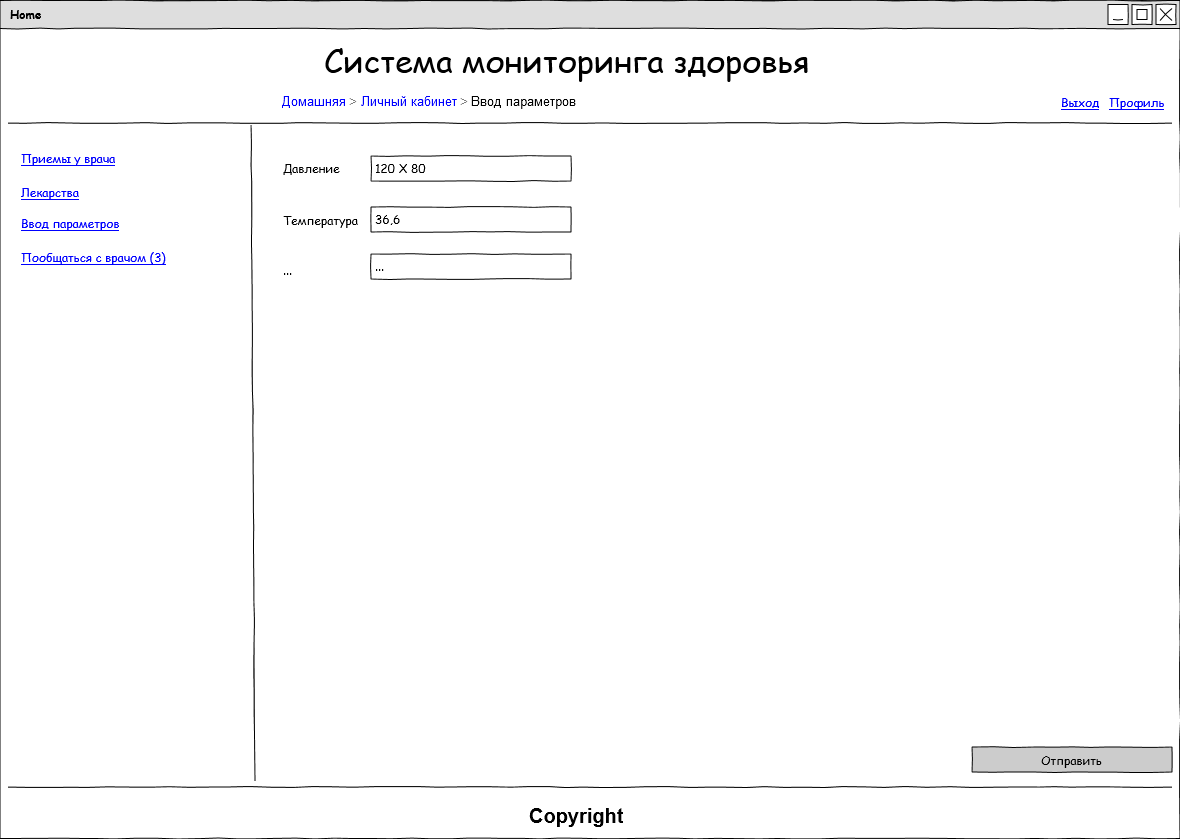 Home
Система мониторинга здоровья
Домашняя > Личный кабинет > Ввод параметров
Выход Профиль
Приемы у врача
Лекарства
Ввод параметров
Пообщаться с врачом (3)
Давление 120 X 80
Температура 36,6
... ...
Отправить
Copyright